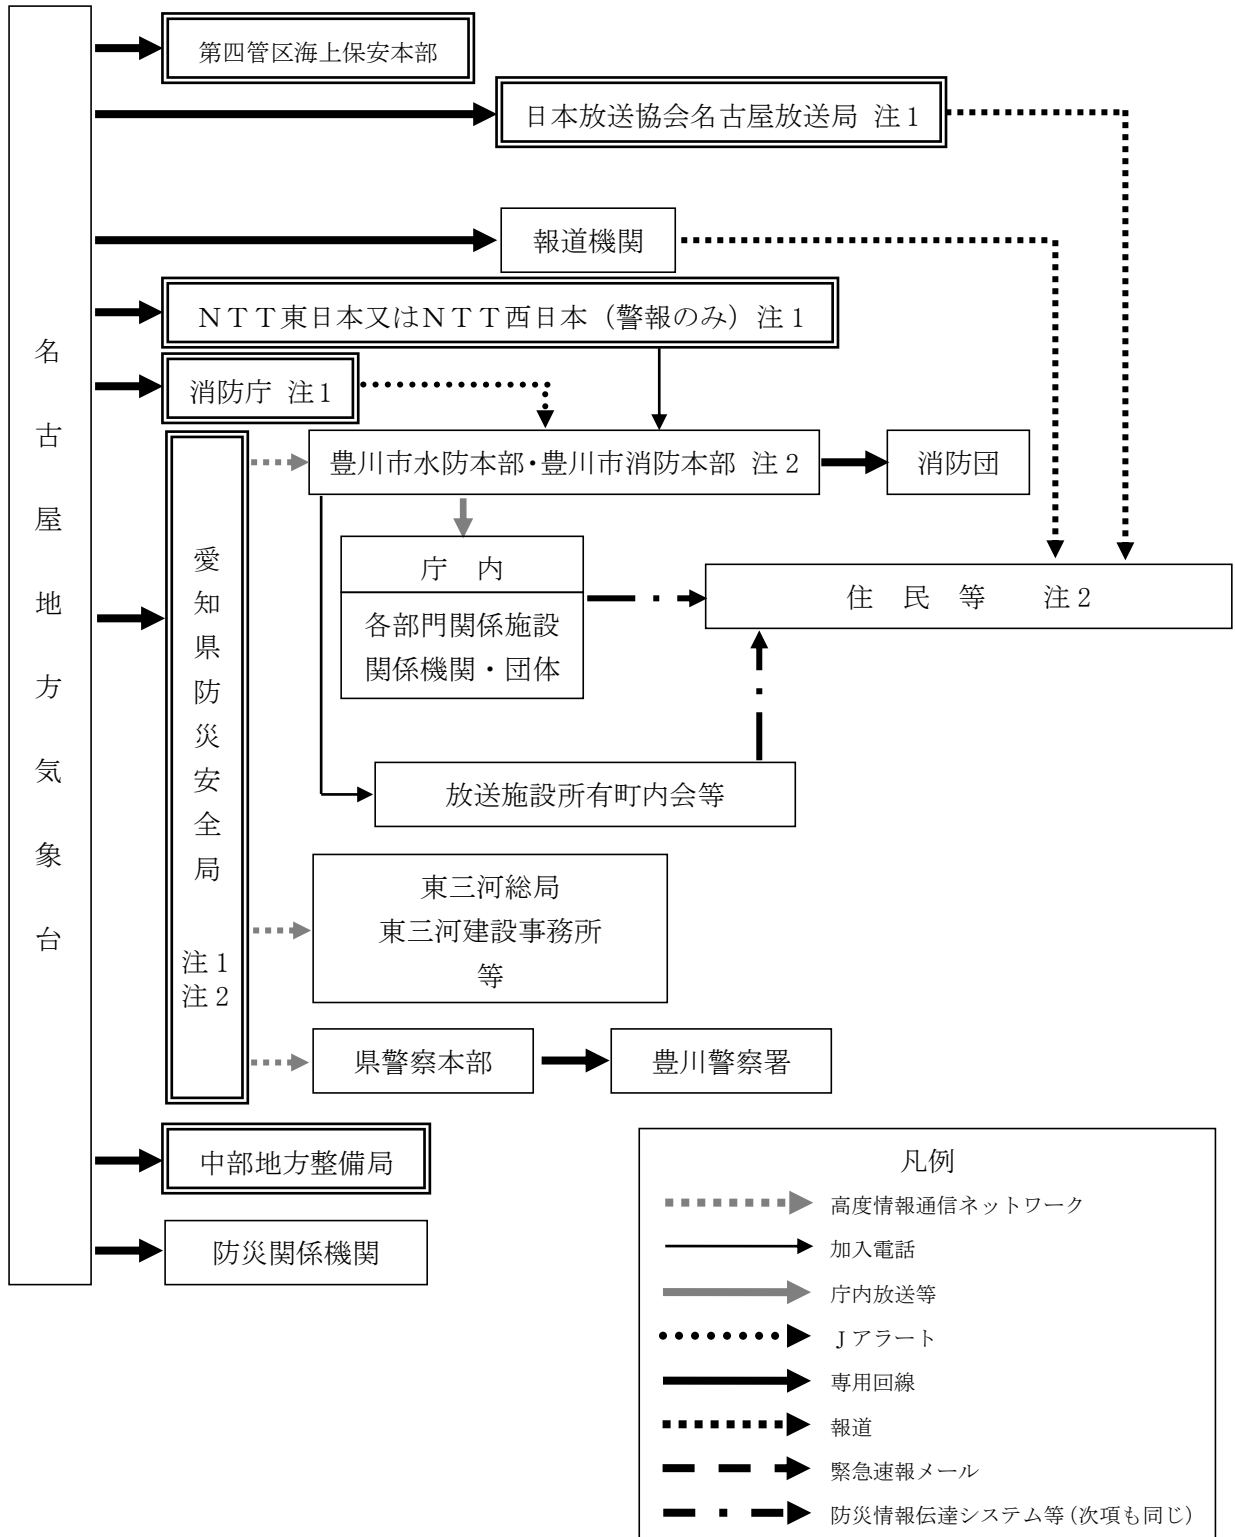 名古屋地方気象台
第四管区海上保安本部
日本放送協会名古屋放送局 注1
報道機関
NTT東日本又はNTT西日本(警報のみ)注1
消防庁 注1
愛知県防災安全局
注1
注2
豊川市水防本部・豊川市消防本部 注2
消防団
庁 内
各部門関係施設
関係機関・団体
住 民 等 注2
放送施設所有町内会等
東三河総局
東三河建設事務所
等
県警察本部
豊川警察署
中部地方整備局
防災関係機関
凡例
高度情報通信ネットワーク
加入電話
庁内放送等
Jアラート
専用回線
報道
緊急速報メール
防災情報伝達システム等(次項も同じ)